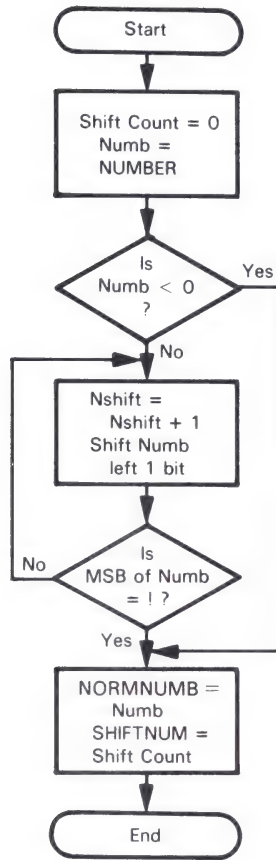 Start
Shift Count = 0
Numb =
NUMBER
Is
Numb < 0
?
Yes
No
Nshift =
Nshift + 1
Shift Numb
left 1 bit
Is
MSB of Numb
= ! ?
No
Yes
NORMNUMB =
Numb
SHIFTNUM =
Shift Count
End